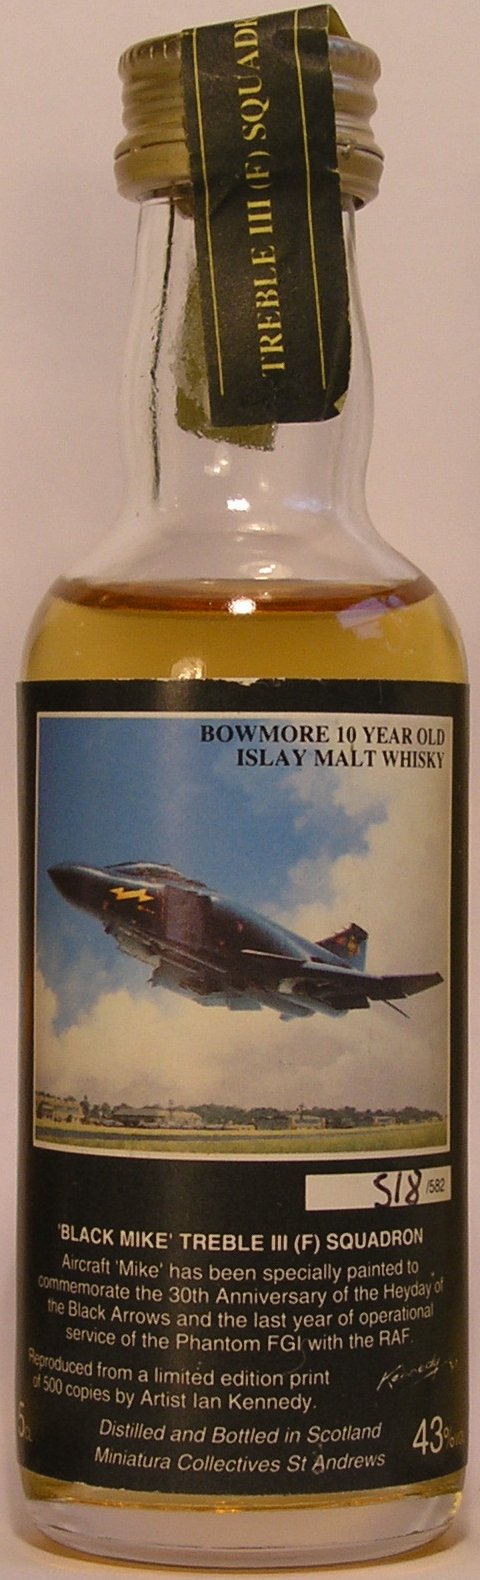 TREBLE III (F) SQUADR
BOWMORE 10 YEAR OLD
ISLAY MALT WHISKY
518/582
'BLACK MIKE' TREBLE III (F) SQUADRON
Aircraft 'Mike' has been specially painted to
commemorate the 30th Anniversary of the Heyday of
the Black Arrows and the last year of operational
service of the Phantom FGI with the RAF.
Reproduced from a limited edition print
of 500 copies by Artist Ian Kennedy.
Kennedy
Distilled and Bottled in Scotland
Miniatura Collectives St Andrews
5cl
43%vol